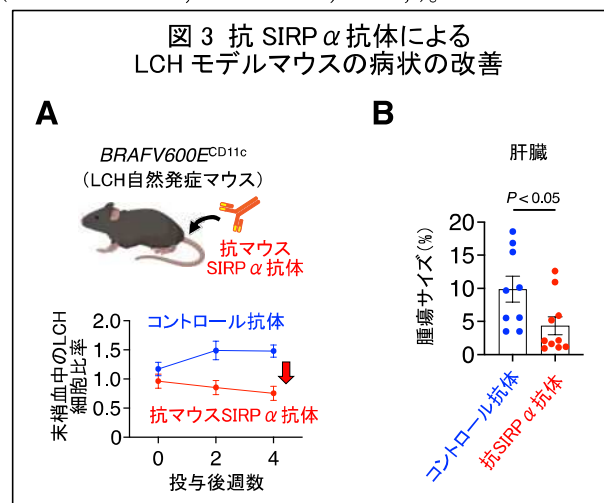 図 3 抗 SIRPα抗体による
LCH モデルマウスの病状の改善
A
BRAFV600E^CD11c
(LCH自然発症マウス)
抗マウス
SIRPα抗体
末梢血中のLCH
細胞比率
2.0
1.5
1.0
0.5
0
コントロール抗体
抗マウスSIRPα抗体
0 2 4
投与後週数
B
肝臓
P < 0.05
腫瘍サイズ(%)
20
15
10
5
0
コントロール抗体
抗SIRPα抗体